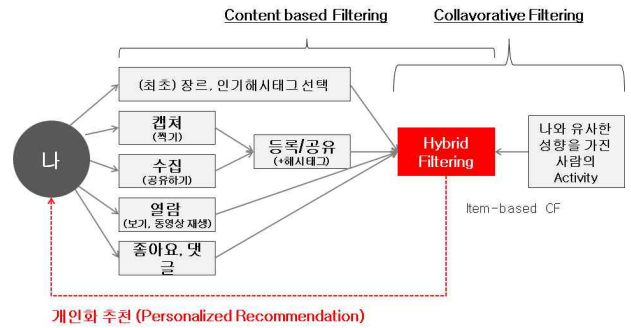 Content based Filtering
Collavorative Filtering
(최초) 장르, 인기해시태그 선택
나
캡쳐
(찍기)
수집
(공유하기)
등록/공유
(+해시태그)
열람
(보기, 동영상 재생)
좋아요, 댓
글
Hybrid
Filtering
나와 유사한
성향을 가진
사람의
Activity
Item-based CF
개인화 추천 (Personalized Recommendation)